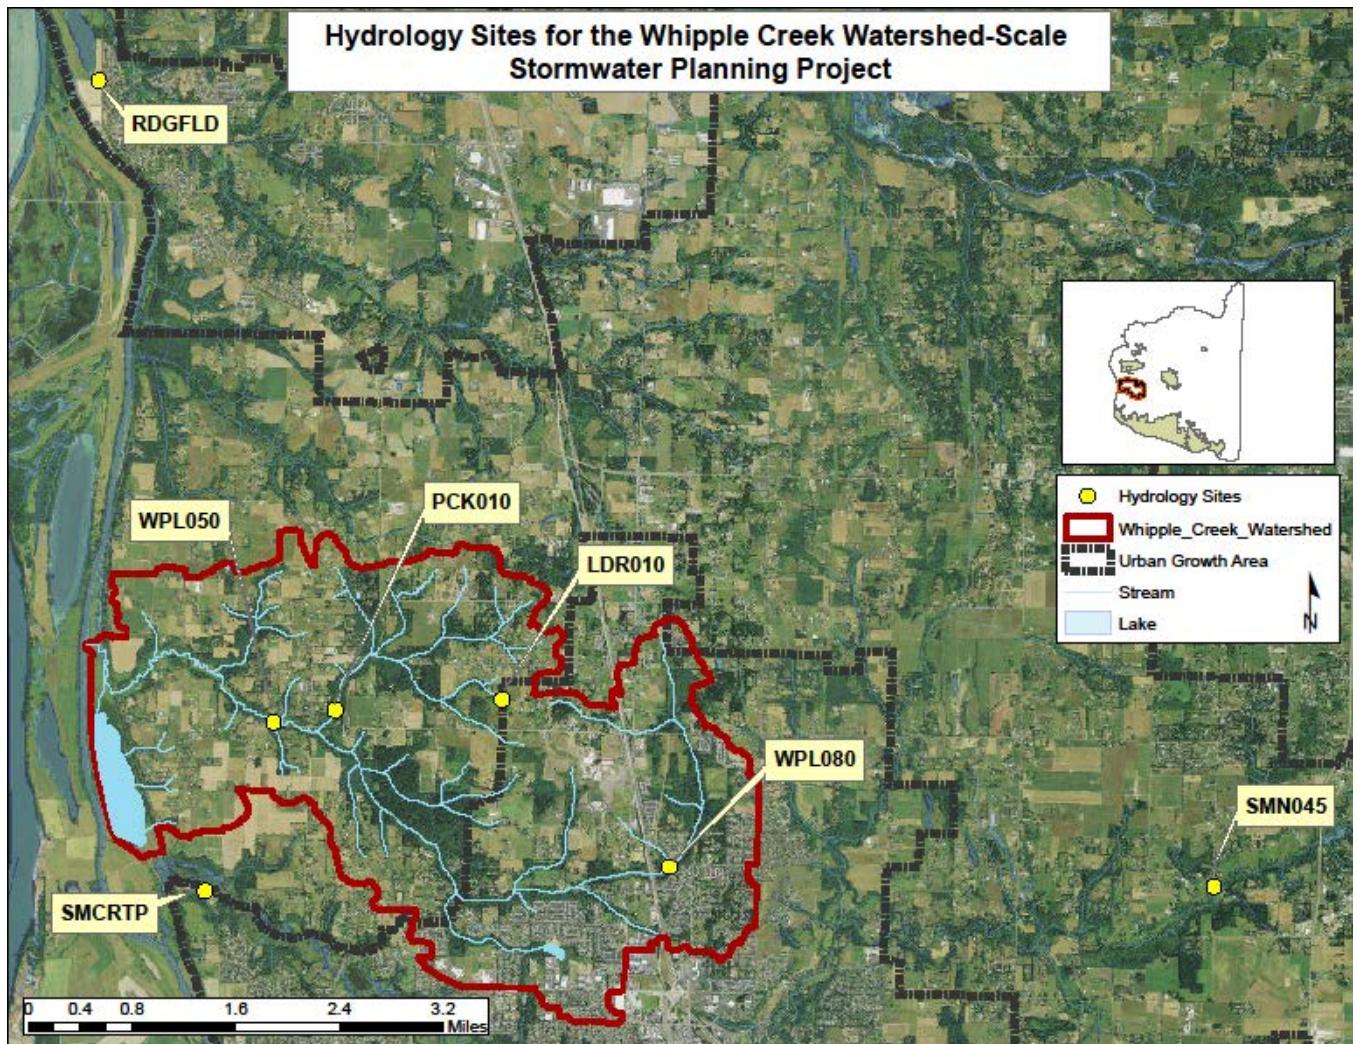 Hydrology Sites for the Whipple Creek Watershed-Scale
Stormwater Planning Project
RDGFLD
PCK010
WPL050
LDR010
Hydrology Sites
Whipple_Creek_Watershed
Urban Growth Area
Stream
Lake
N
WPL080
SMN045
SMCRTP
0 0.4 0.8 1.6 2.4 3.2
Miles